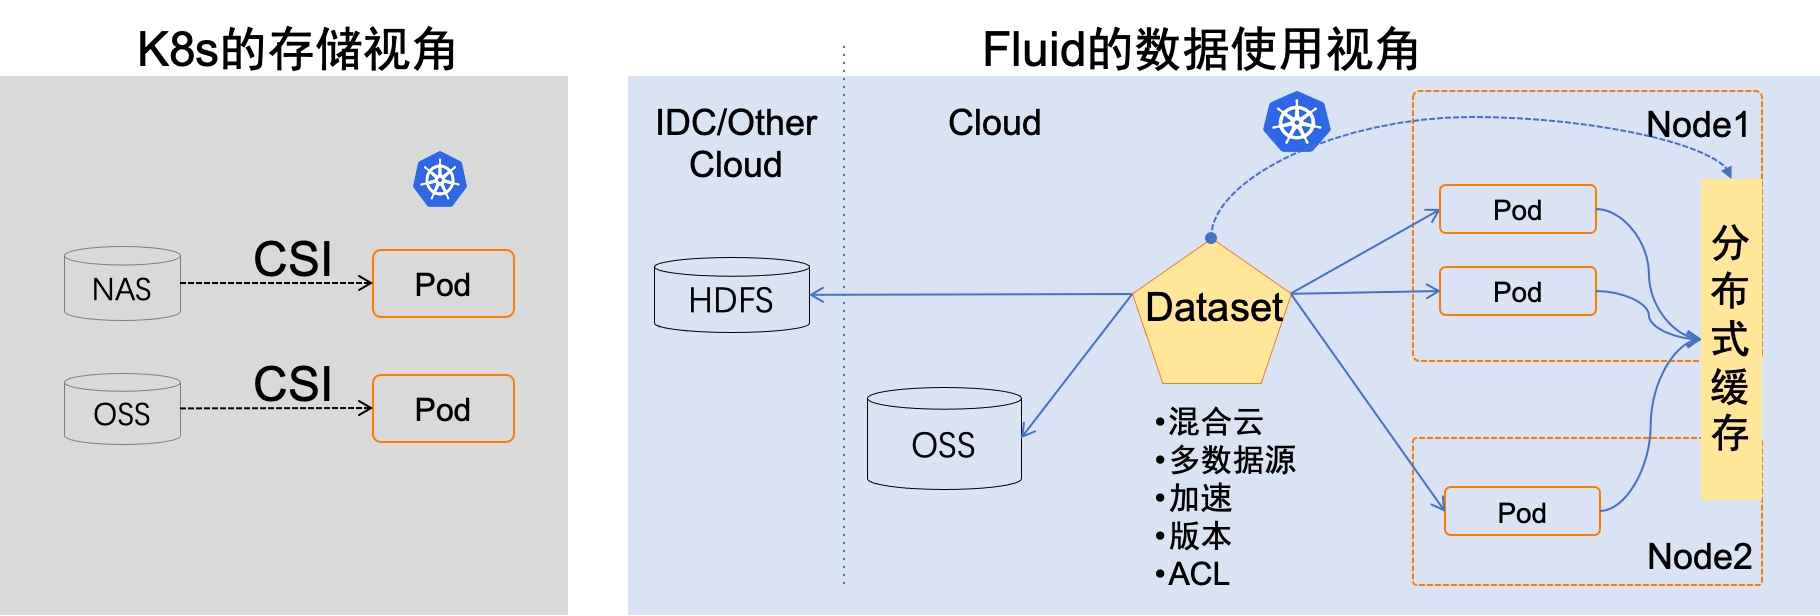 K8s的存储视角
NAS
CSI
Pod
OSS
CSI
Pod
Fluid的数据使用视角
IDC/Other
Cloud
Cloud
HDFS
OSS
Dataset
•混合云
•多数据源
•加速
•版本
•ACL
Node1
Pod
Pod
Pod
Node2
分布式缓存